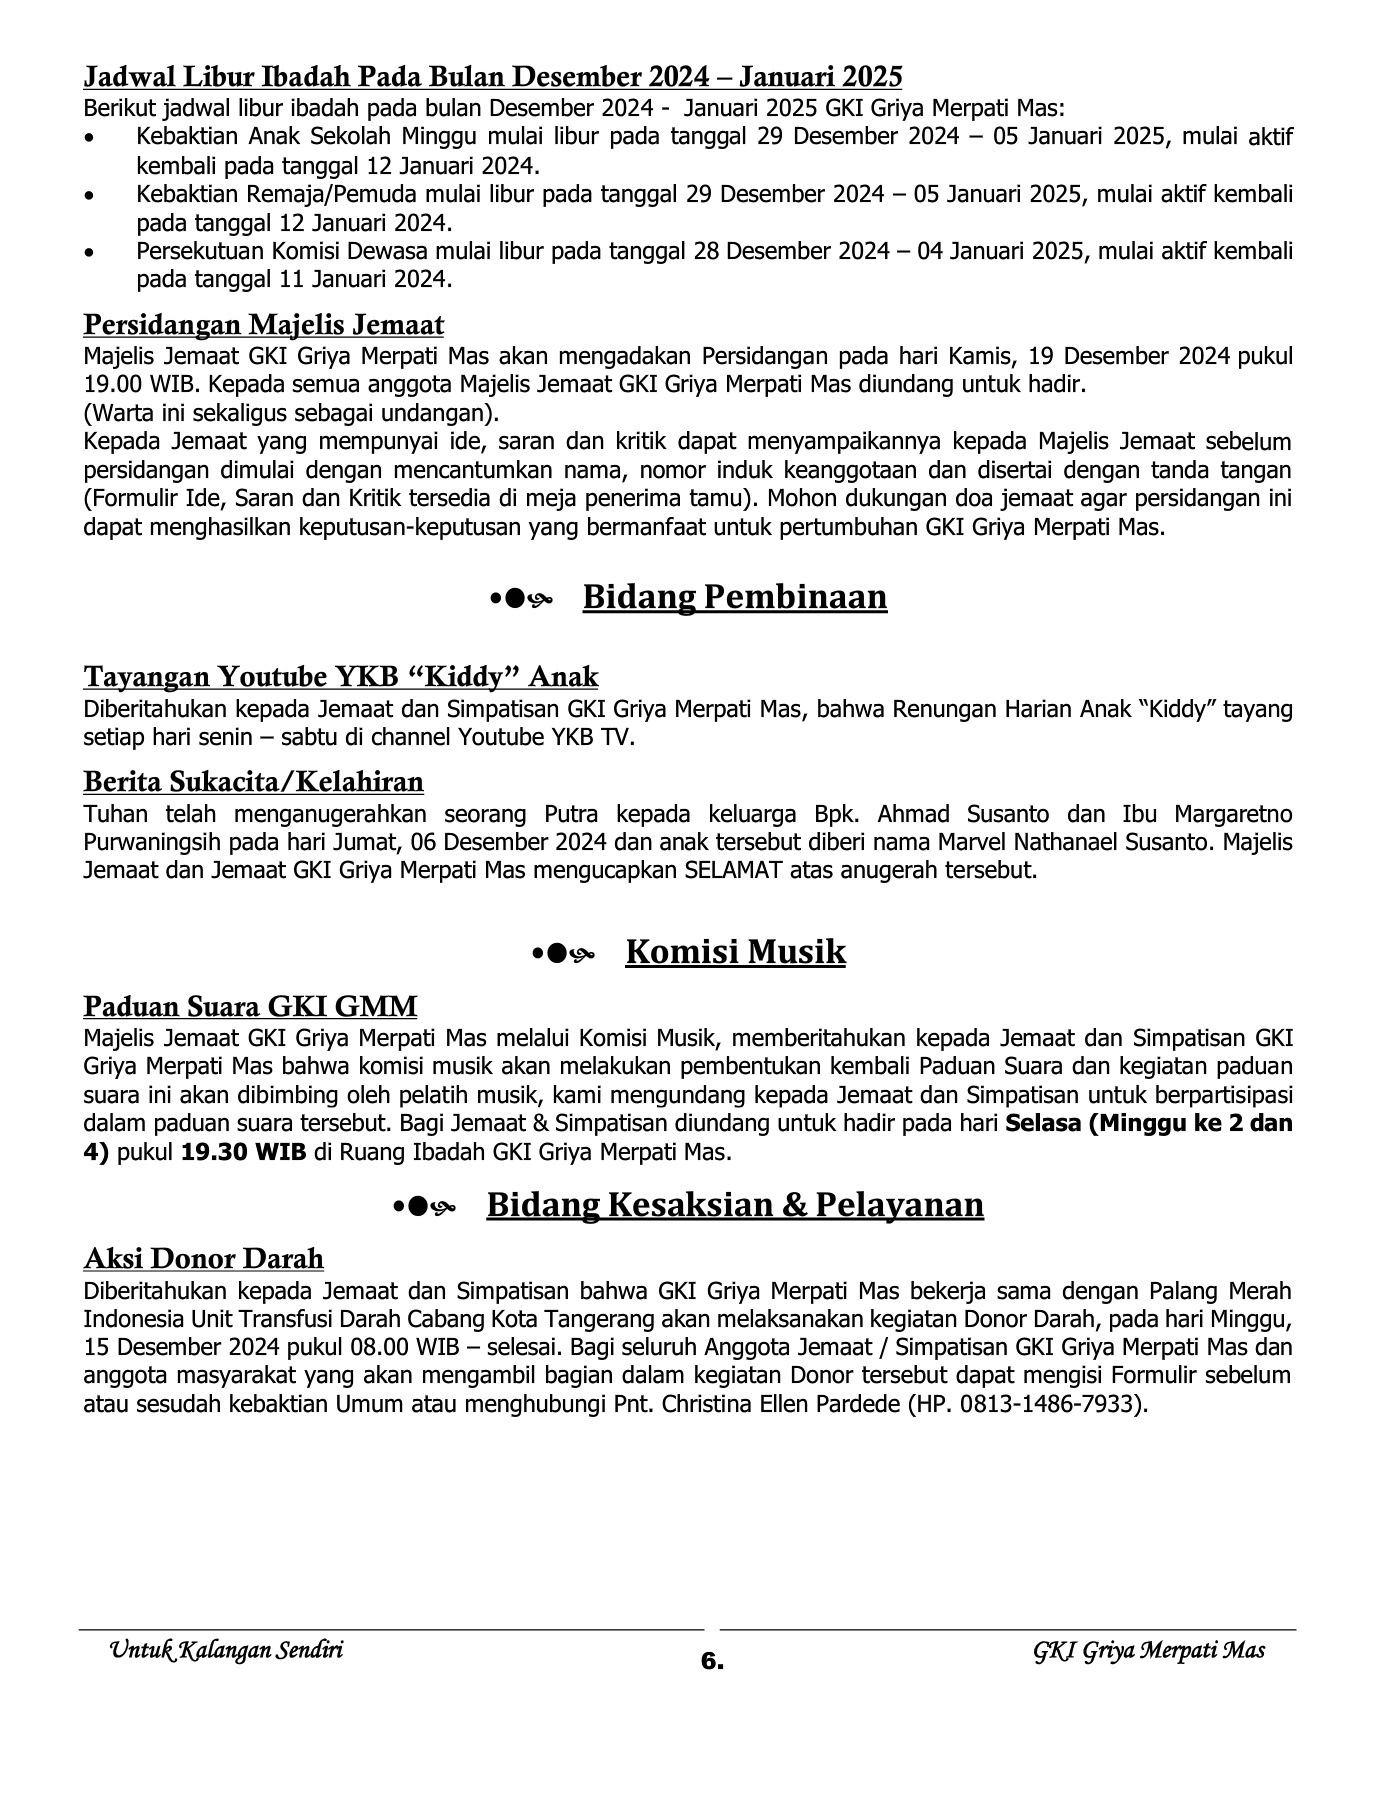 Jadwal Libur Ibadah Pada Bulan Desember 2024 – Januari 2025
Berikut jadwal libur ibadah pada bulan Desember 2024 - Januari 2025 GKI Griya Merpati Mas:
• Kebaktian Anak Sekolah Minggu mulai libur pada tanggal 29 Desember 2024 – 05 Januari 2025, mulai aktif
kembali pada tanggal 12 Januari 2024.
• Kebaktian Remaja/Pemuda mulai libur pada tanggal 29 Desember 2024 – 05 Januari 2025, mulai aktif kembali
pada tanggal 12 Januari 2024.
• Persekutuan Komisi Dewasa mulai libur pada tanggal 28 Desember 2024 – 04 Januari 2025, mulai aktif kembali
pada tanggal 11 Januari 2024.
Persidangan Majelis Jemaat
Majelis Jemaat GKI Griya Merpati Mas akan mengadakan Persidangan pada hari Kamis, 19 Desember 2024 pukul
19.00 WIB. Kepada semua anggota Majelis Jemaat GKI Griya Merpati Mas diundang untuk hadir.
(Warta ini sekaligus sebagai undangan).
Kepada Jemaat yang mempunyai ide, saran dan kritik dapat menyampaikannya kepada Majelis Jemaat sebelum
persidangan dimulai dengan mencantumkan nama, nomor induk keanggotaan dan disertai dengan tanda tangan
(Formulir Ide, Saran dan Kritik tersedia di meja penerima tamu). Mohon dukungan doa jemaat agar persidangan ini
dapat menghasilkan keputusan-keputusan yang bermanfaat untuk pertumbuhan GKI Griya Merpati Mas.
Bidang Pembinaan
Tayangan Youtube YKB “Kiddy” Anak
Diberitahukan kepada Jemaat dan Simpatisan GKI Griya Merpati Mas, bahwa Renungan Harian Anak “Kiddy” tayang
setiap hari senin – sabtu di channel Youtube YKB TV.
Berita Sukacita/Kelahiran
Tuhan telah menganugerahkan seorang Putra kepada keluarga Bpk. Ahmad Susanto dan Ibu Margaretno
Purwaningsih pada hari Jumat, 06 Desember 2024 dan anak tersebut diberi nama Marvel Nathanael Susanto. Majelis
Jemaat dan Jemaat GKI Griya Merpati Mas mengucapkan SELAMAT atas anugerah tersebut.
Komisi Musik
Paduan Suara GKI GMM
Majelis Jemaat GKI Griya Merpati Mas melalui Komisi Musik, memberitahukan kepada Jemaat dan Simpatisan GKI
Griya Merpati Mas bahwa komisi musik akan melakukan pembentukan kembali Paduan Suara dan kegiatan paduan
suara ini akan dibimbing oleh pelatih musik, kami mengundang kepada Jemaat dan Simpatisan untuk berpartisipasi
dalam paduan suara tersebut. Bagi Jemaat & Simpatisan diundang untuk hadir pada hari Selasa (Minggu ke 2 dan
4) pukul 19.30 WIB di Ruang Ibadah GKI Griya Merpati Mas.
Bidang Kesaksian & Pelayanan
Aksi Donor Darah
Diberitahukan kepada Jemaat dan Simpatisan bahwa GKI Griya Merpati Mas bekerja sama dengan Palang Merah
Indonesia Unit Transfusi Darah Cabang Kota Tangerang akan melaksanakan kegiatan Donor Darah, pada hari Minggu,
15 Desember 2024 pukul 08.00 WIB – selesai. Bagi seluruh Anggota Jemaat / Simpatisan GKI Griya Merpati Mas dan
anggota masyarakat yang akan mengambil bagian dalam kegiatan Donor tersebut dapat mengisi Formulir sebelum
atau sesudah kebaktian Umum atau menghubungi Pnt. Christina Ellen Pardede (HP. 0813-1486-7933).
Untuk Kalangan Sendiri
6.
GKI Griya Merpati Mas